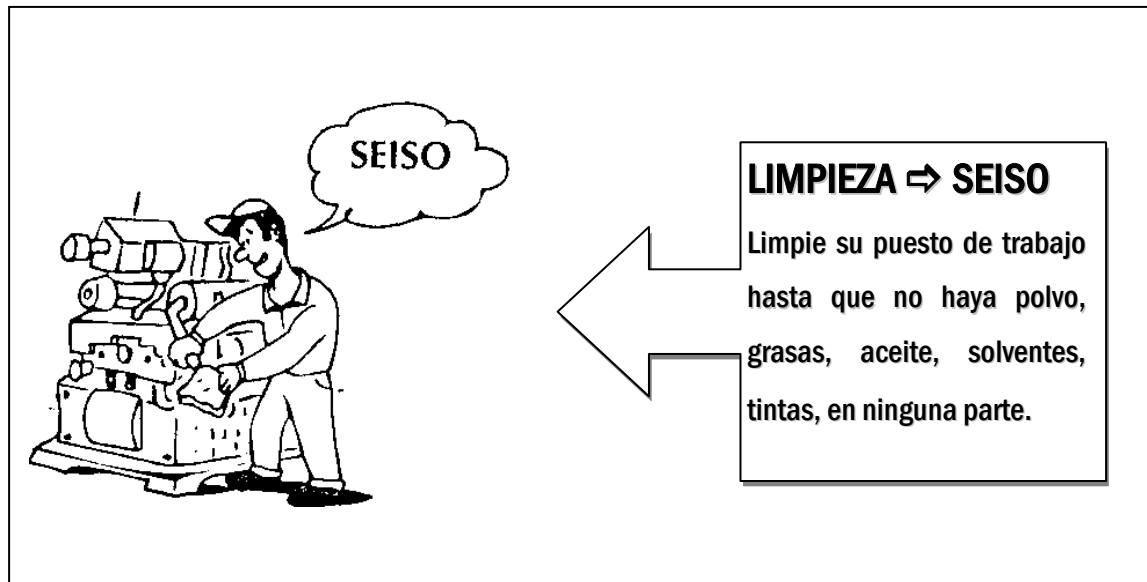 SEISO
LIMPIEZA ⇨ SEISO
Limpie su puesto de trabajo
hasta que no haya polvo,
grasas, aceite, solventes,
tintas, en ninguna parte.